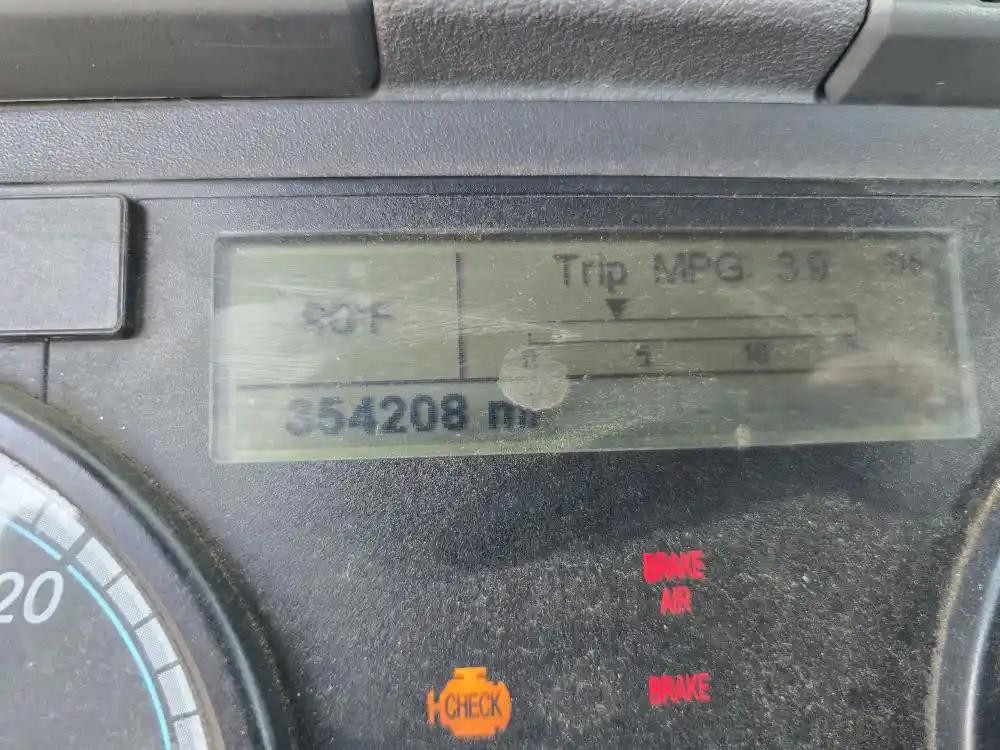 Trip MPG 3.9
0 5 10
354208 mi
20
BRAKE
AIR
CHECK
BRAKE